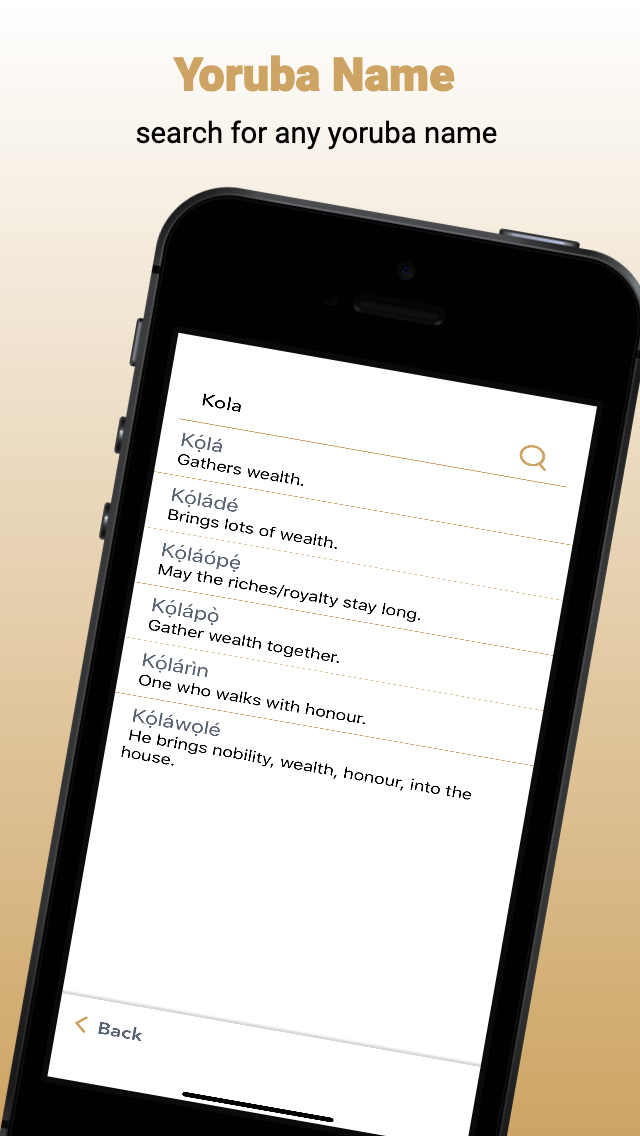 Yoruba Name
search for any yoruba name
Kola
Kọ́lá
Gathers wealth.
Kọ́ládé
Brings lots of wealth.
Kọ́láópẹ́
May the riches/royalty stay long.
Kọ́lápọ̀
Gather wealth together.
Kọ́lárìn
One who walks with honour.
Kọ́láwọlé
He brings nobility, wealth, honour, into the
house.
Back